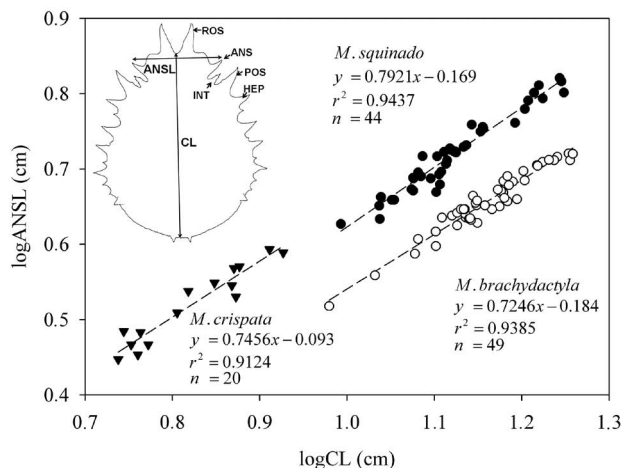 0.9
0.8
0.7
0.6
0.5
0.4
logANSL (cm)
ROS
ANS
ANSL
POS
INT
HEP
CL
M. squinado
y = 0.7921x−0.169
r² = 0.9437
n = 44
M. brachydactyla
y = 0.7246x−0.184
r² = 0.9385
n = 49
M. crispata
y = 0.7456x−0.093
r² = 0.9124
n = 20
0.7 0.8 0.9 1.0 1.1 1.2 1.3
logCL (cm)